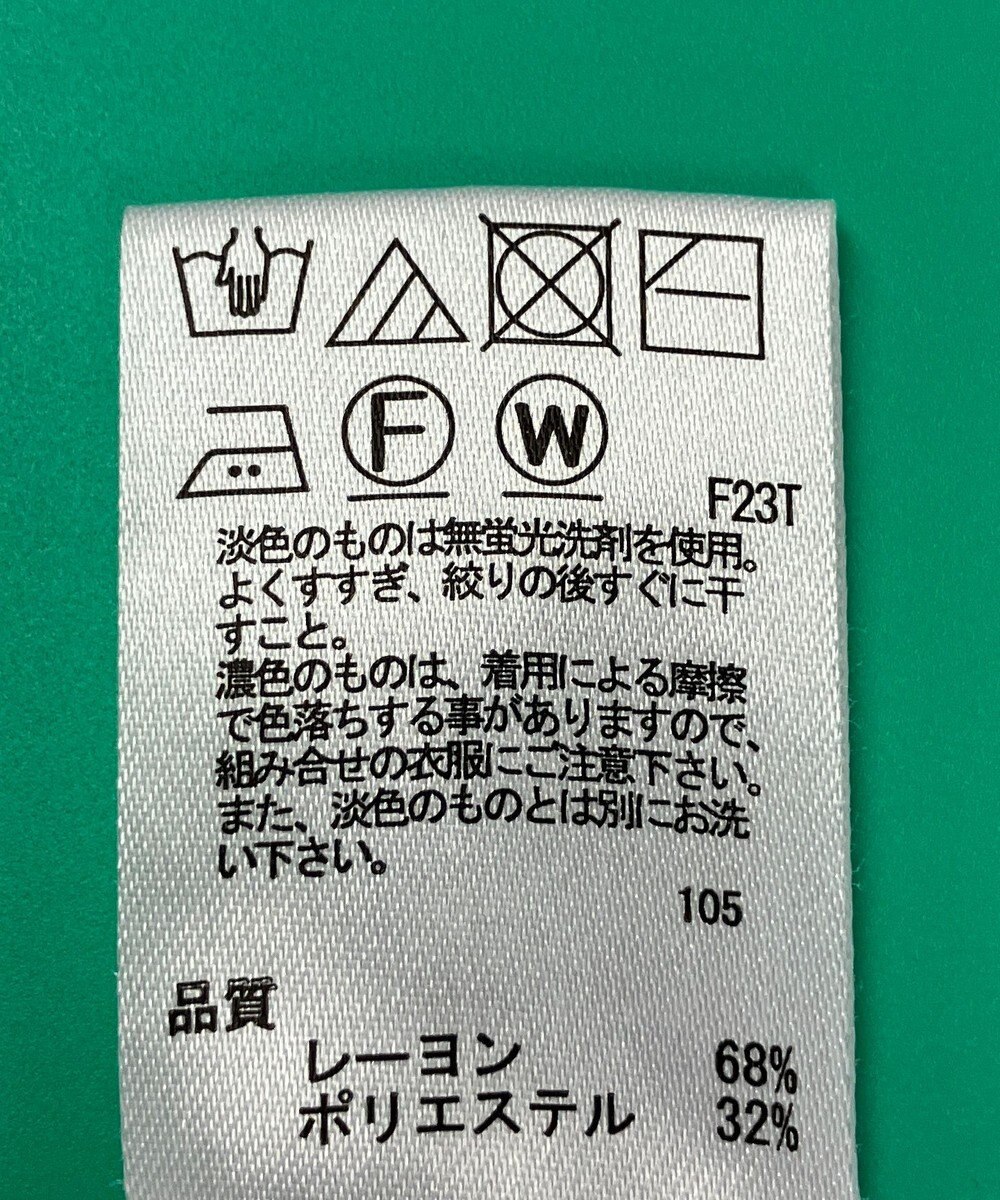 F
W
F23T
淡色のものは無蛍光洗剤を使用。
よくすすぎ、絞りの後すぐに干
すこと。
濃色のものは、着用による摩擦
で色落ちする事がありますので、
組み合せの衣服にご注意下さい。
また、淡色のものとは別にお洗
い下さい。
105
品質
レーヨン 68%
ポリエステル 32%